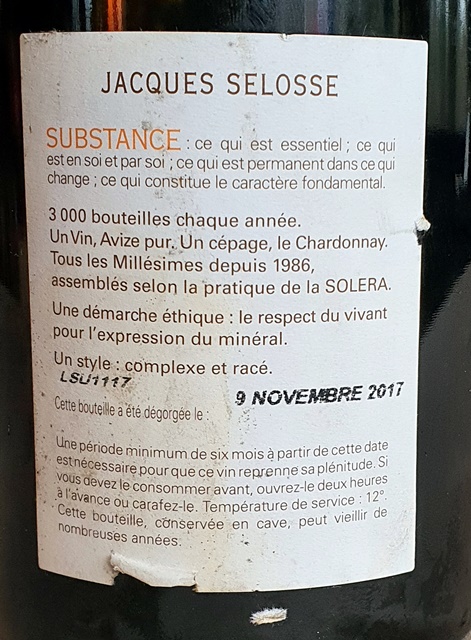 JACQUES SELOSSE
SUBSTANCE : ce qui est essentiel ; ce qui
est en soi et par soi ; ce qui est permanent dans ce qui
change ; ce qui constitue le caractère fondamental.
3 000 bouteilles chaque année.
Un Vin, Avize pur. Un cépage, le Chardonnay.
Tous les Millésimes depuis 1986,
assemblés selon la pratique de la SOLERA.
Une démarche éthique : le respect du vivant
pour l'expression du minéral.
Un style : complexe et racé.
LSU1117
Cette bouteille a été dégorgée le : 9 NOVEMBRE 2017
Une période minimum de six mois à partir de cette date
est nécessaire pour que ce vin reprenne sa plénitude. Si
vous devez le consommer avant, ouvrez-le deux heures
à l'avance ou carafez-le. Température de service : 12°.
Cette bouteille, conservée en cave, peut vieillir de
nombreuses années.